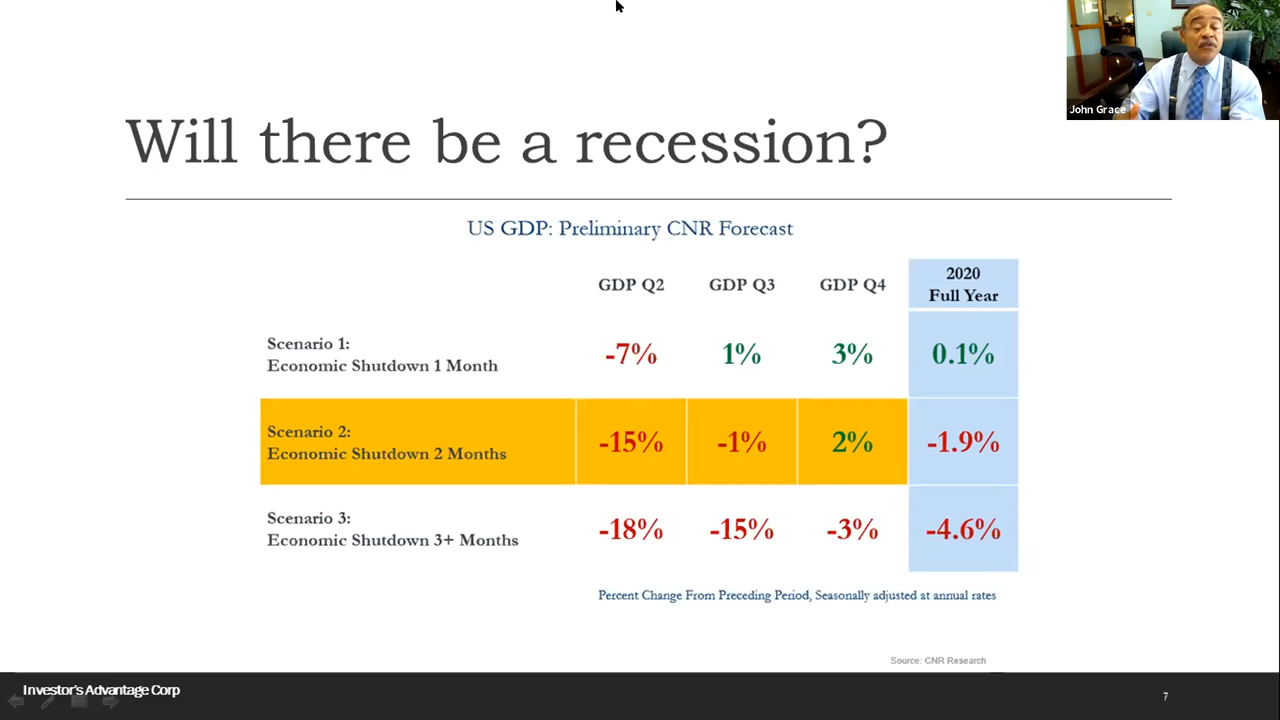 John Grace
Will there be a recession?
US GDP: Preliminary CNR Forecast
GDP Q2 GDP Q3 GDP Q4 2020
Full Year
Scenario 1:
Economic Shutdown 1 Month
-7% 1% 3% 0.1%
Scenario 2:
Economic Shutdown 2 Months
-15% -1% 2% -1.9%
Scenario 3:
Economic Shutdown 3+ Months
-18% -15% -3% -4.6%
Percent Change From Preceding Period, Seasonally adjusted at annual rates
Source: CNR Research
Investor's Advantage Corp
7